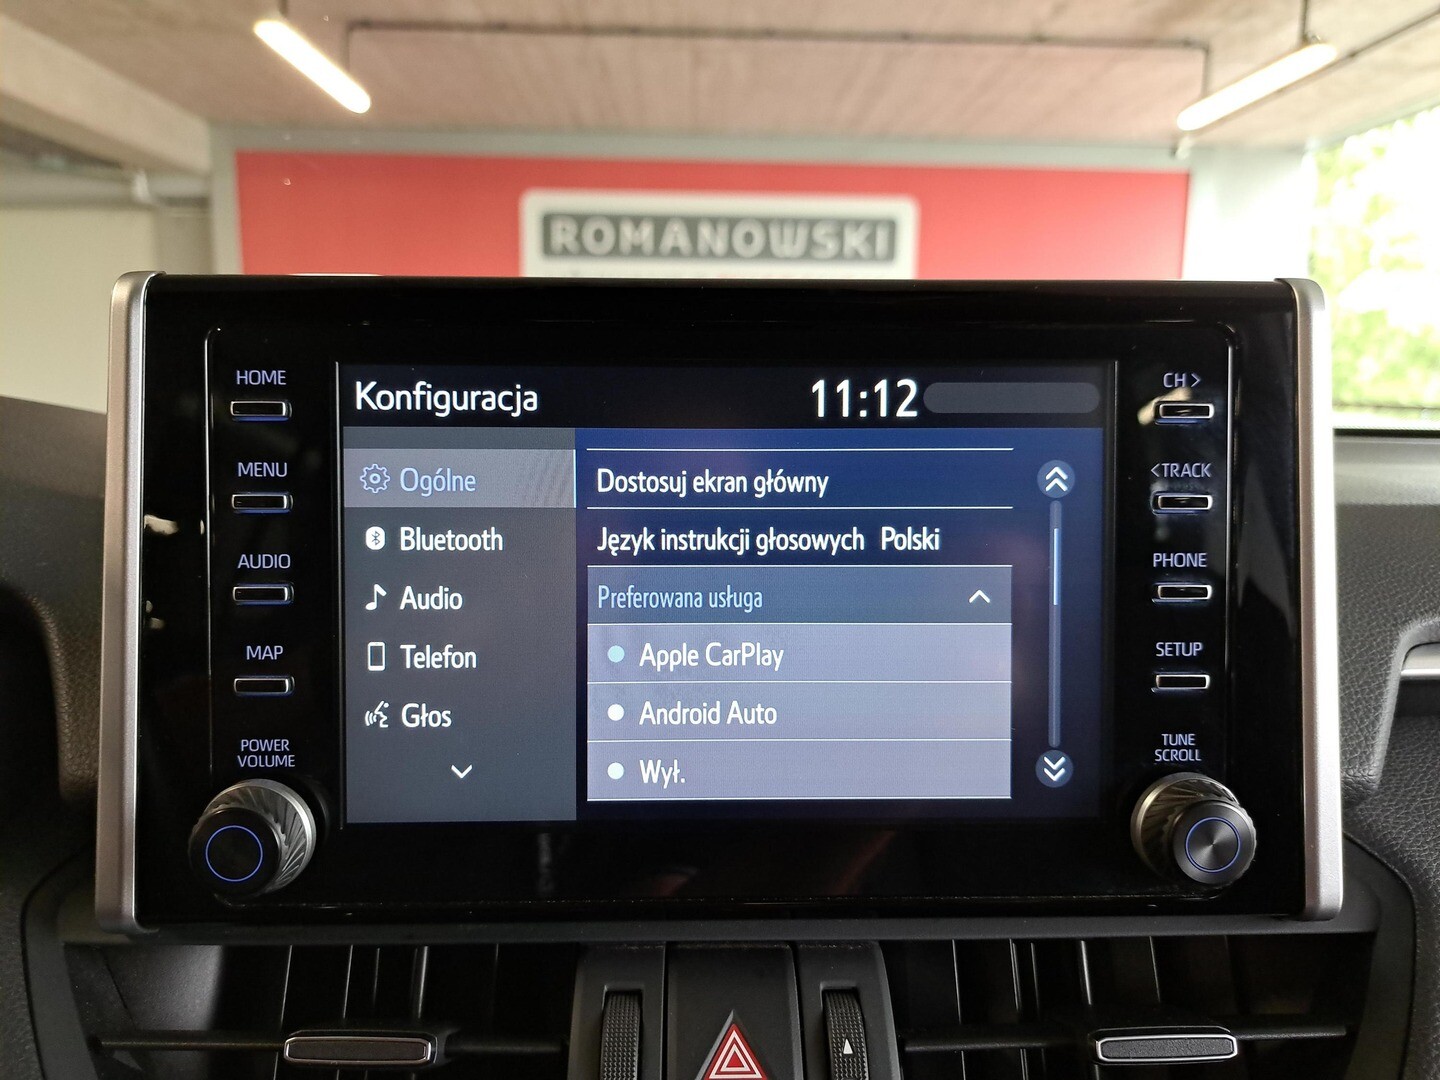 ROMANOWSKI
HOME
MENU
AUDIO
MAP
POWER
VOLUME
Konfiguracja 11:12
Ogólne
Bluetooth
Audio
Telefon
Głos
Dostosuj ekran główny
Język instrukcji głosowych Polski
Preferowana usługa
Apple CarPlay
Android Auto
Wył.
CH >
< TRACK
PHONE
SETUP
TUNE
SCROLL